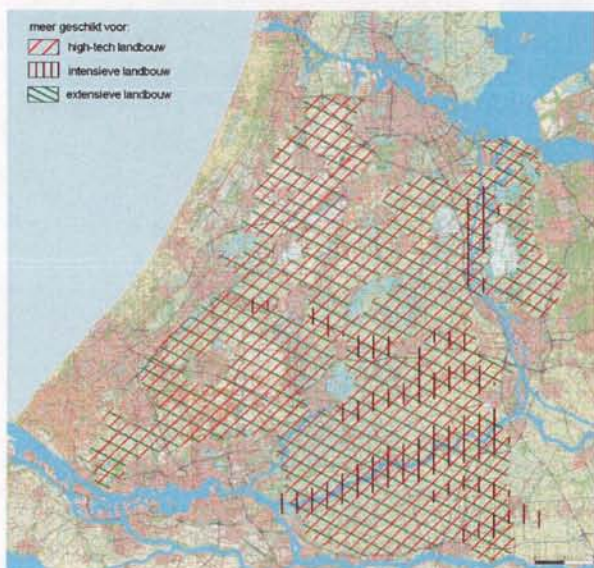 meer geschikt voor:
high-tech landbouw
intensieve landbouw
extensieve landbouw